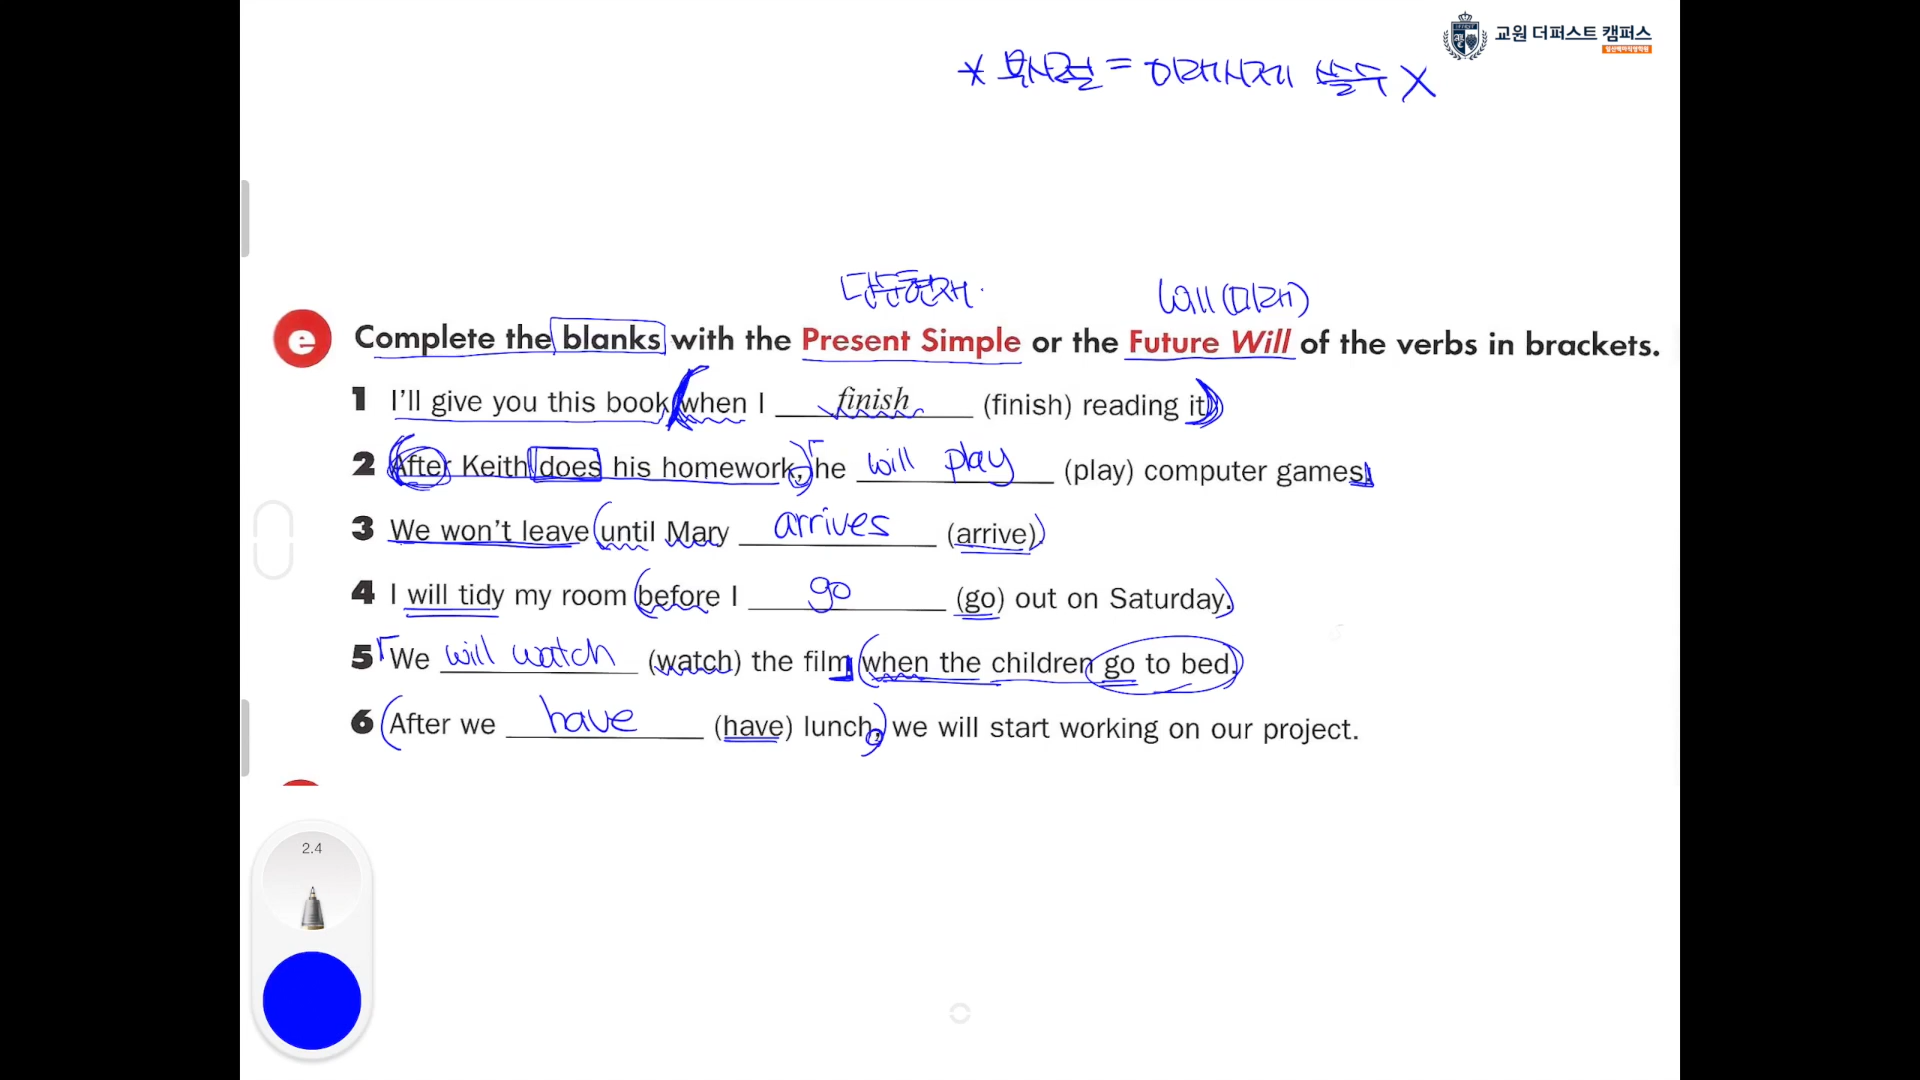 교원 더퍼스트 캠퍼스
* 부사절 = 미래시제 쓸수 X
단순현재. will (미래)
e Complete the blanks with the Present Simple or the Future Will of the verbs in brackets.
1 I'll give you this book when I finish (finish) reading it.
2 After Keith does his homework, he will play (play) computer games.
3 We won't leave until Mary arrives (arrive).
4 I will tidy my room before I go (go) out on Saturday.
5 We will watch (watch) the film when the children go to bed.
6 After we have (have) lunch, we will start working on our project.
2.4